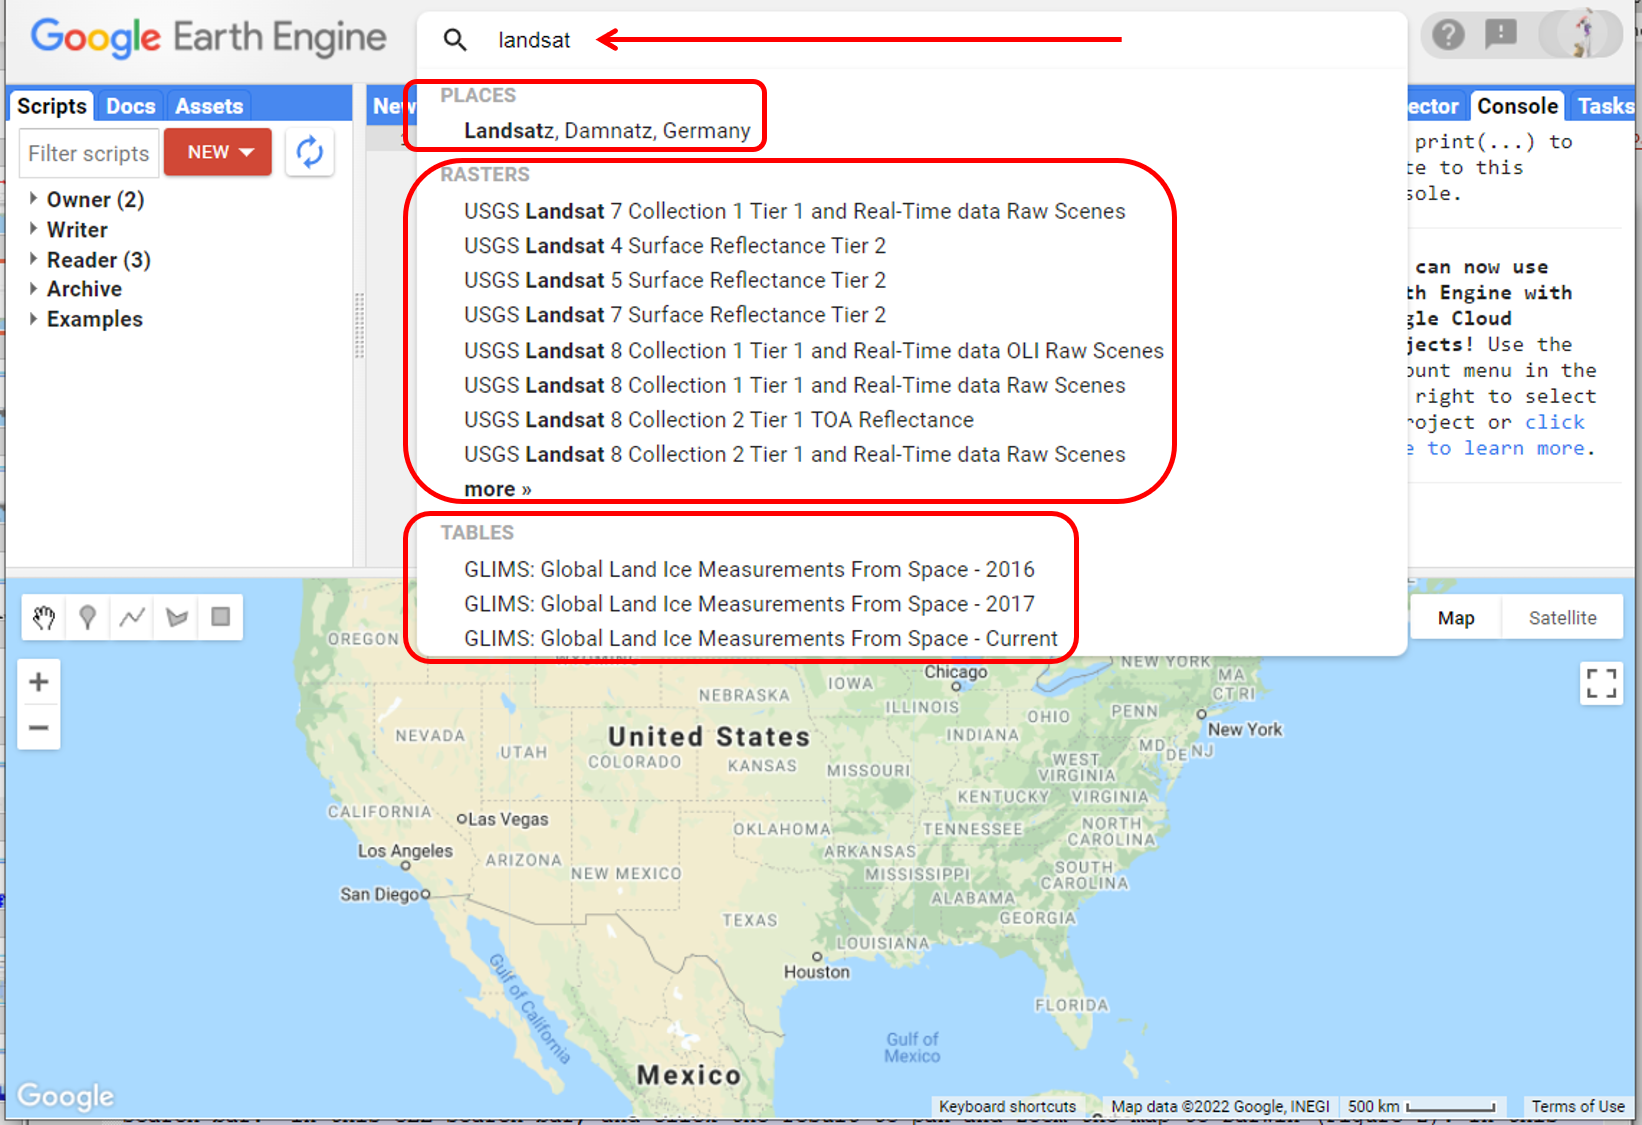 Google Earth Engine
landsat
Scripts
Docs
Assets
New
Console
Tasks
Filter scripts
NEW
Owner (2)
Writer
Reader (3)
Archive
Examples
PLACES
Landsatz, Damnatz, Germany
RASTERS
USGS Landsat 7 Collection 1 Tier 1 and Real-Time data Raw Scenes
USGS Landsat 4 Surface Reflectance Tier 2
USGS Landsat 5 Surface Reflectance Tier 2
USGS Landsat 7 Surface Reflectance Tier 2
USGS Landsat 8 Collection 1 Tier 1 and Real-Time data OLI Raw Scenes
USGS Landsat 8 Collection 1 Tier 1 and Real-Time data Raw Scenes
USGS Landsat 8 Collection 2 Tier 1 TOA Reflectance
USGS Landsat 8 Collection 2 Tier 1 and Real-Time data Raw Scenes
more »
TABLES
GLIMS: Global Land Ice Measurements From Space - 2016
GLIMS: Global Land Ice Measurements From Space - 2017
GLIMS: Global Land Ice Measurements From Space - Current
print(...) to
to this
can now use
Engine with
Cloud
Use the
menu in the
right to select
or click
to learn more.
Map
Satellite
OREGON
WYOMING
Chicago
NEW YORK
MA
CT RI
NEBRASKA
IOWA
ILLINOIS
OHIO
PENN
New York
NEVADA
United States
INDIANA
MD
DE NJ
UTAH
COLORADO
KANSAS
MISSOURI
WEST
VIRGINIA
KENTUCKY
VIRGINIA
CALIFORNIA
Las Vegas
OKLAHOMA
TENNESSEE
NORTH
CAROLINA
Los Angeles
ARIZONA
NEW MEXICO
ARKANSAS
MISSISSIPPI
SOUTH
CAROLINA
San Diego
ALABAMA
TEXAS
GEORGIA
LOUISIANA
Houston
Gulf of California
FLORIDA
Gulf of
Mexico
Mexico
Google
Keyboard shortcuts
Map data ©2022 Google, INEGI
500 km
Terms of Use